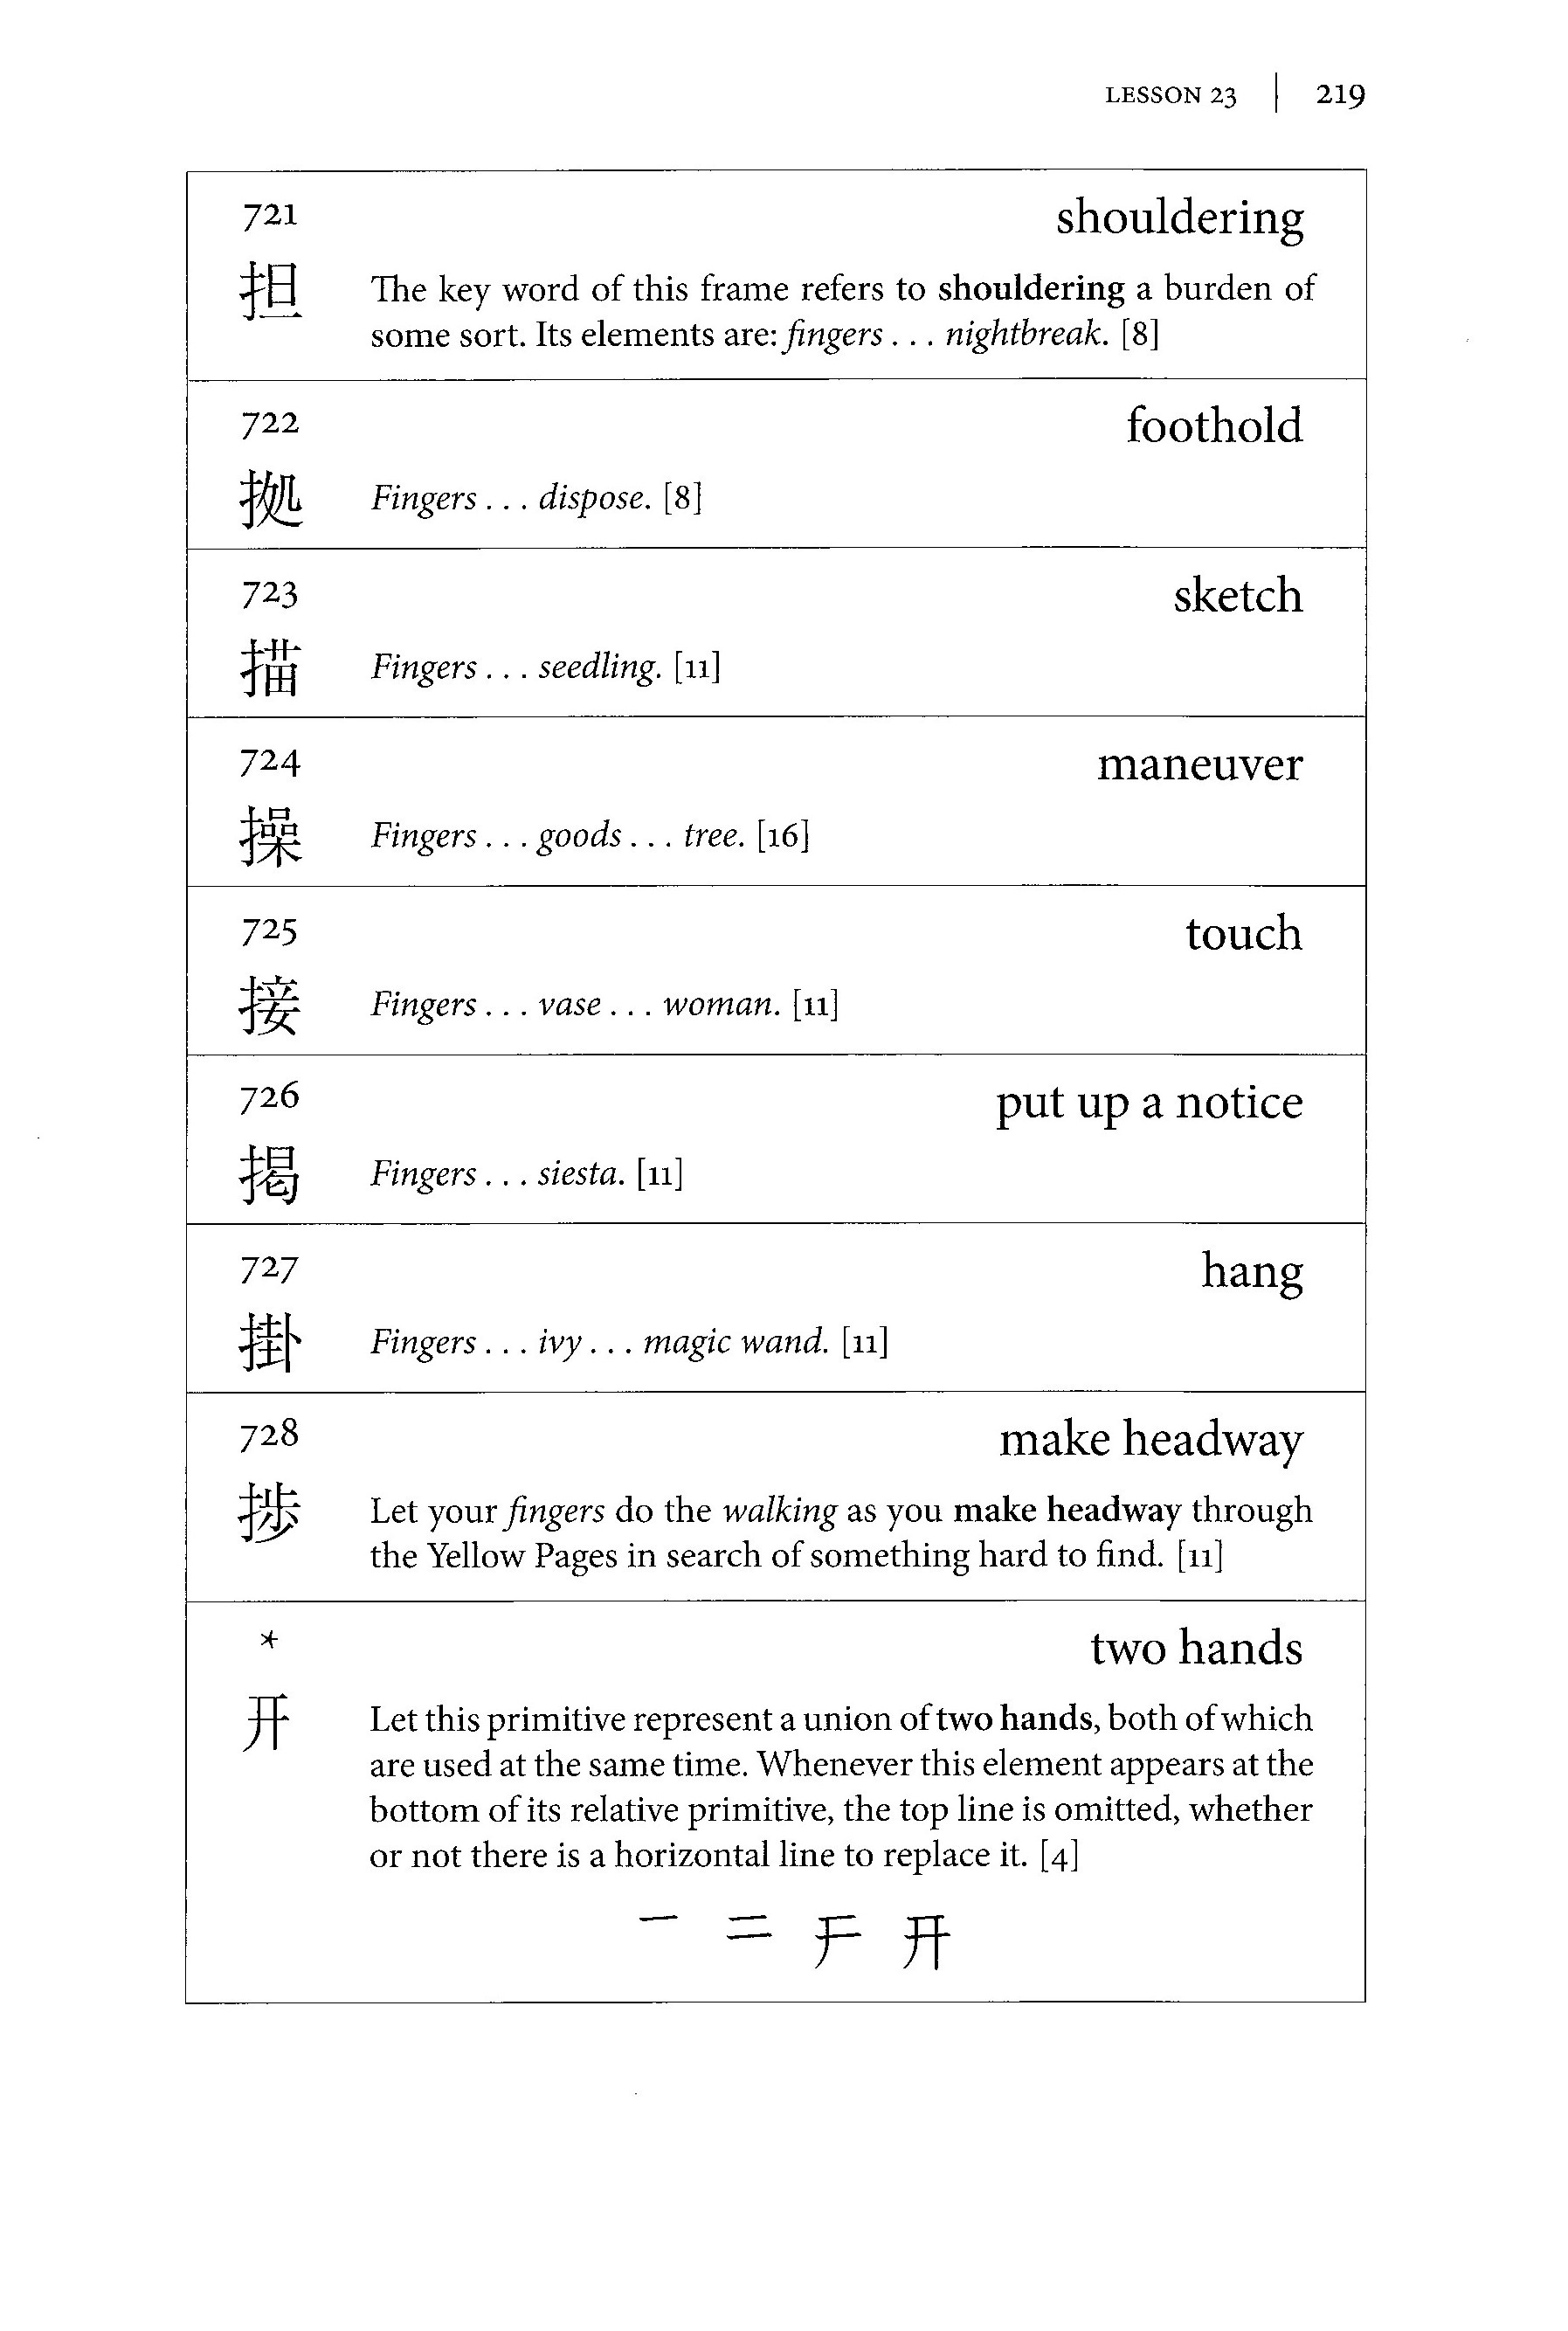 LESSON 23 | 219
721 shouldering
担 The key word of this frame refers to shouldering a burden of
some sort. Its elements are: fingers . . . nightbreak. [8]
722 foothold
拠 Fingers . . . dispose. [8]
723 sketch
描 Fingers . . . seedling. [11]
724 maneuver
操 Fingers . . . goods . . . tree. [16]
725 touch
接 Fingers . . . vase . . . woman. [11]
726 put up a notice
掲 Fingers . . . siesta. [11]
727 hang
掛 Fingers . . . ivy . . . magic wand. [11]
728 make headway
捗 Let your fingers do the walking as you make headway through
the Yellow Pages in search of something hard to find. [11]
* two hands
开 Let this primitive represent a union of two hands, both of which
are used at the same time. Whenever this element appears at the
bottom of its relative primitive, the top line is omitted, whether
or not there is a horizontal line to replace it. [4]
一 二 𠂆 开